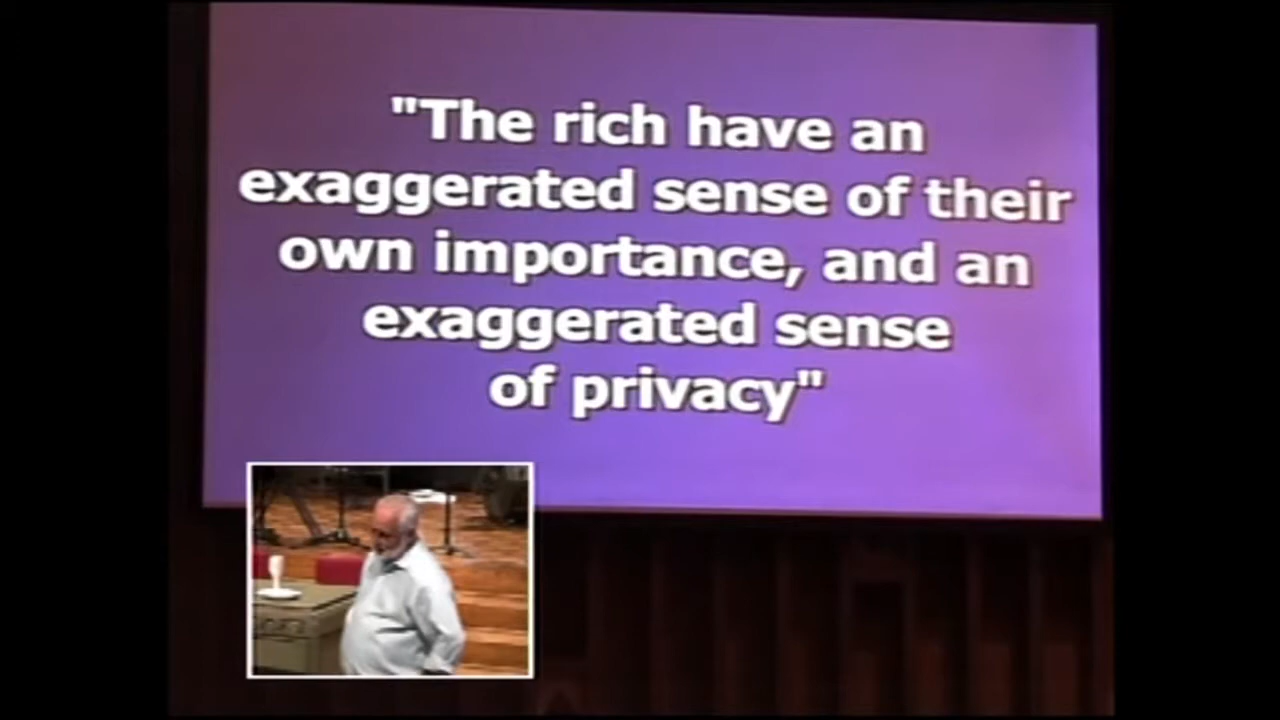 "The rich have an
exaggerated sense of their
own importance, and an
exaggerated sense
of privacy"